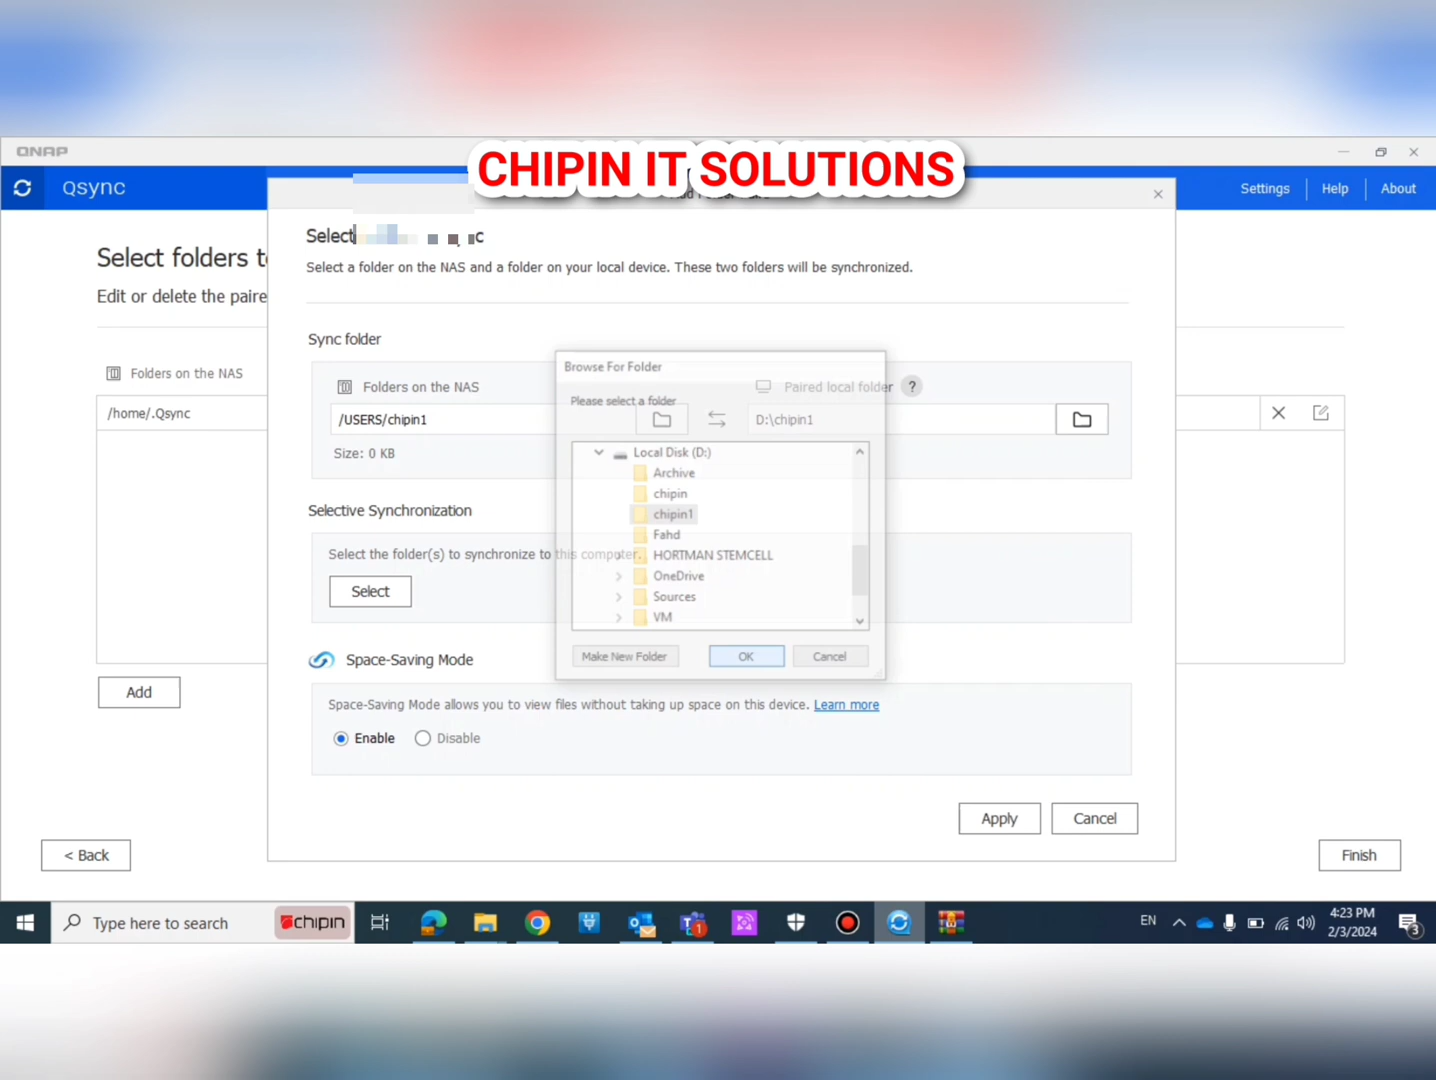 CHIPIN IT SOLUTIONS
QNAP
Qsync
Settings
Help
About
Select folders t
Edit or delete the paire
Folders on the NAS
/home/.Qsync
Add
< Back
Finish
Select
c
Select a folder on the NAS and a folder on your local device. These two folders will be synchronized.
Sync folder
Folders on the NAS
Paired local folder
?
/USERS/chipin1
D:\chipin1
Size: 0 KB
Selective Synchronization
Select the folder(s) to synchronize to this computer.
Select
Space-Saving Mode
Space-Saving Mode allows you to view files without taking up space on this device. Learn more
Enable
Disable
Apply
Cancel
Browse For Folder
Please select a folder
Local Disk (D:)
Archive
chipin
chipin1
Fahd
HORTMAN STEMCELL
OneDrive
Sources
VM
Make New Folder
OK
Cancel
Type here to search
chipin
1
EN
4:23 PM
2/3/2024
3